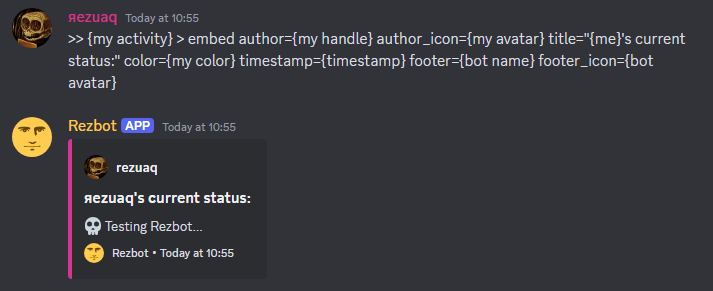 яezuaq Today at 10:55
>> {my activity} > embed author={my handle} author_icon={my avatar} title="{me}'s current
status:" color={my color} timestamp={timestamp} footer={bot name} footer_icon={bot
avatar}
Rezbot APP Today at 10:55
rezuaq
яezuaq's current status:
💀 Testing Rezbot...
Rezbot • Today at 10:55